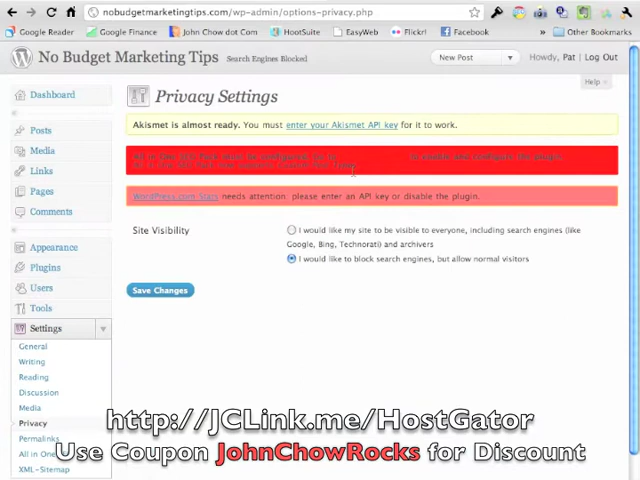 nobudgetmarketingtips.com/wp-admin/options-privacy.php
Google Reader Google Finance John Chow dot Com HootSuite EasyWeb Flickr! Facebook » Other Bookmarks
No Budget Marketing Tips Search Engines Blocked New Post Howdy, Pat | Log Out
Help
Dashboard
Posts
Media
Links
Pages
Comments
Appearance
Plugins
Users
Tools
Settings
General
Writing
Reading
Discussion
Media
Privacy
Permalinks
All in One
XML-Sitemap
Privacy Settings
Akismet is almost ready. You must enter your Akismet API key for it to work.
WordPress.com Stats needs attention: please enter an API key or disable the plugin.
Site Visibility
I would like my site to be visible to everyone, including search engines (like
Google, Bing, Technorati) and archivers
I would like to block search engines, but allow normal visitors
Save Changes
http://JCLink.me/HostGator
Use Coupon JohnChowRocks for Discount